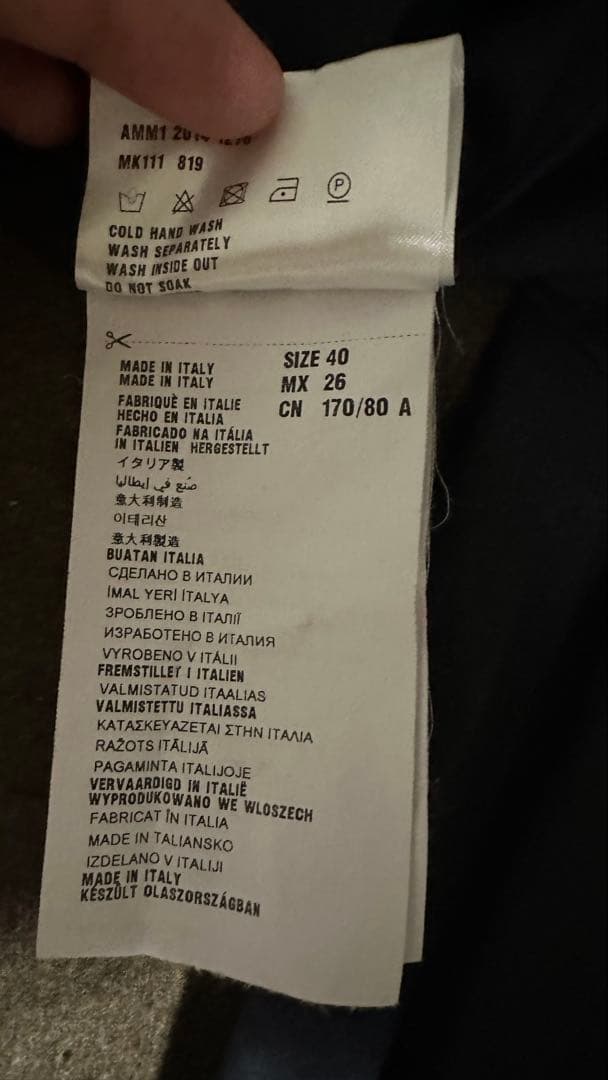 AMM1
MK111 819
P
COLD HAND WASH
WASH SEPARATELY
WASH INSIDE OUT
DO NOT SOAK
MADE IN ITALY
MADE IN ITALY
FABRIQUÈ EN ITALIE
HECHO EN ITALIA
FABRICADO NA ITÁLIA
IN ITALIEN HERGESTELLT
SIZE 40
MX 26
CN 170/80 A
イタリア製
صنع في ايطاليا
意大利制造
이테리산
意大利製造
BUATAN ITALIA
СДЕЛАНО В ИТАЛИИ
İMAL YERİ İTALYA
ЗРОБЛЕНО В ІТАЛІЇ
ИЗРАБОТЕНО В ИТАЛИЯ
VYROBENO V ITÁLII
FREMSTILLET I ITALIEN
VALMISTATUD ITAALIAS
VALMISTETTU ITALIASSA
ΚΑΤΑΣΚΕΥΑΖΕΤΑΙ ΣΤΗΝ ΙΤΑΛΙΑ
RAŽOTS ITĀLIJĀ
PAGAMINTA ITALIJOJE
VERVAARDIGD IN ITALIË
WYPRODUKOWANO WE WLOSZECH
FABRICAT ÎN ITALIA
MADE IN TALIANSKO
IZDELANO V ITALIJI
MADE IN ITALY
KÉSZÜLT OLASZORSZÁGBAN